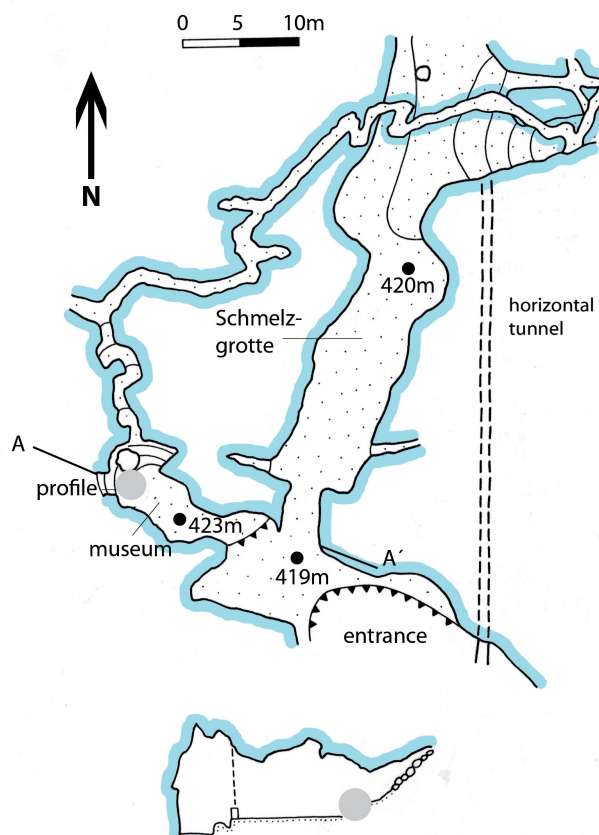 0 5 10m
N
420m
horizontal
tunnel
Schmelz-
grotte
A
profile
423m
museum
A´
419m
entrance